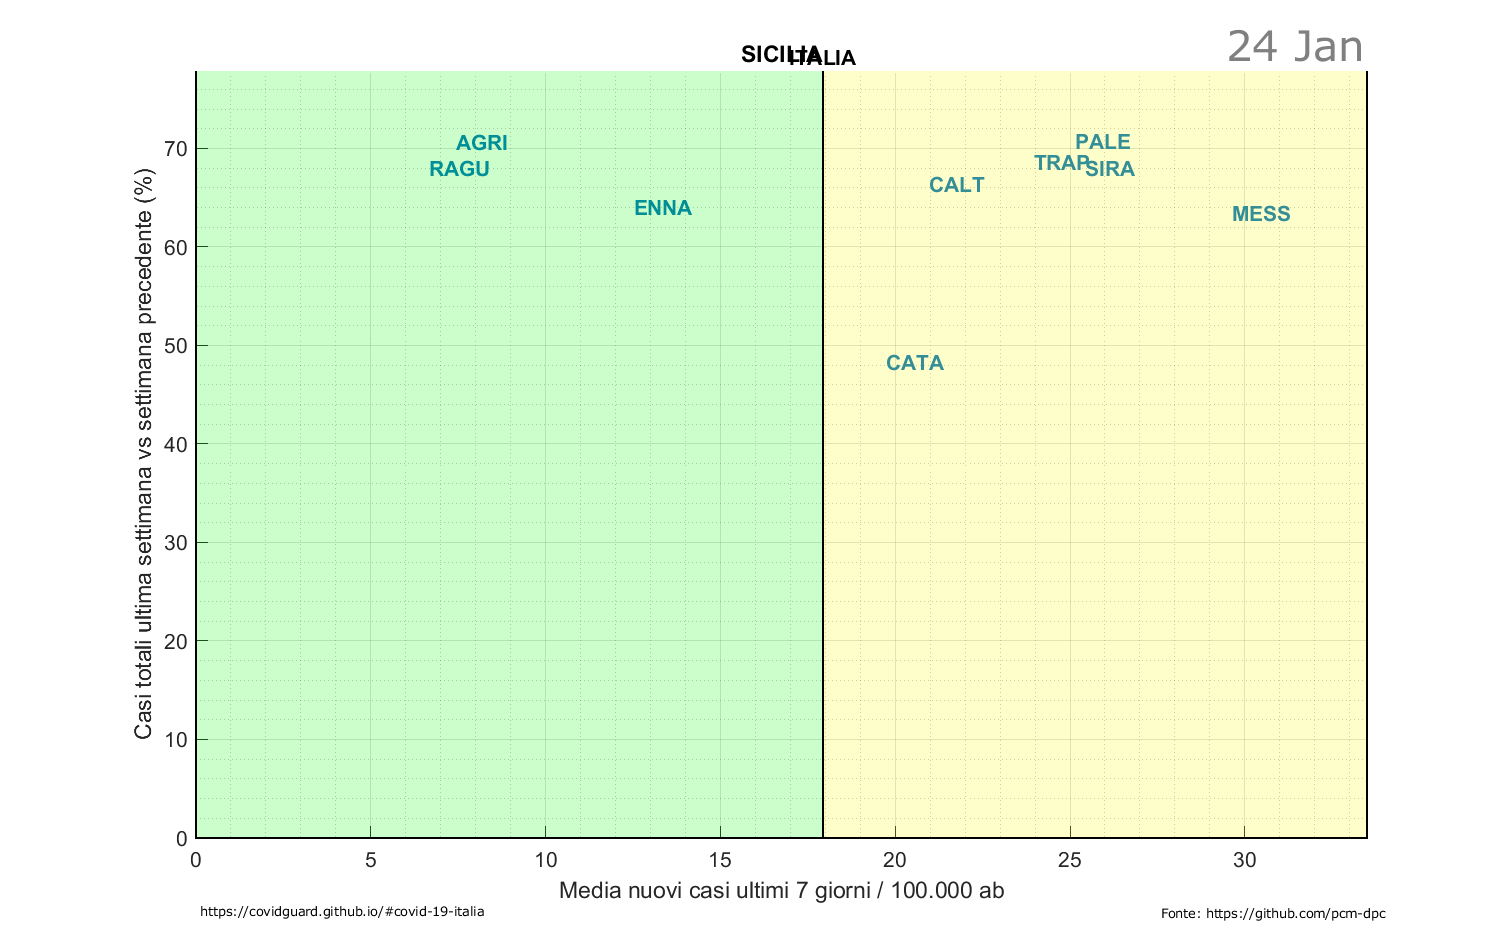 24 Jan
SICILIA
ITALIA
Casi totali ultima settimana vs settimana precedente (%)
70
60
50
40
30
20
10
0
AGRI
RAGU
ENNA
PALE
TRAP
SIRA
CALT
MESS
CATA
0 5 10 15 20 25 30
Media nuovi casi ultimi 7 giorni / 100.000 ab
https://covidguard.github.io/#covid-19-italia
Fonte: https://github.com/pcm-dpc